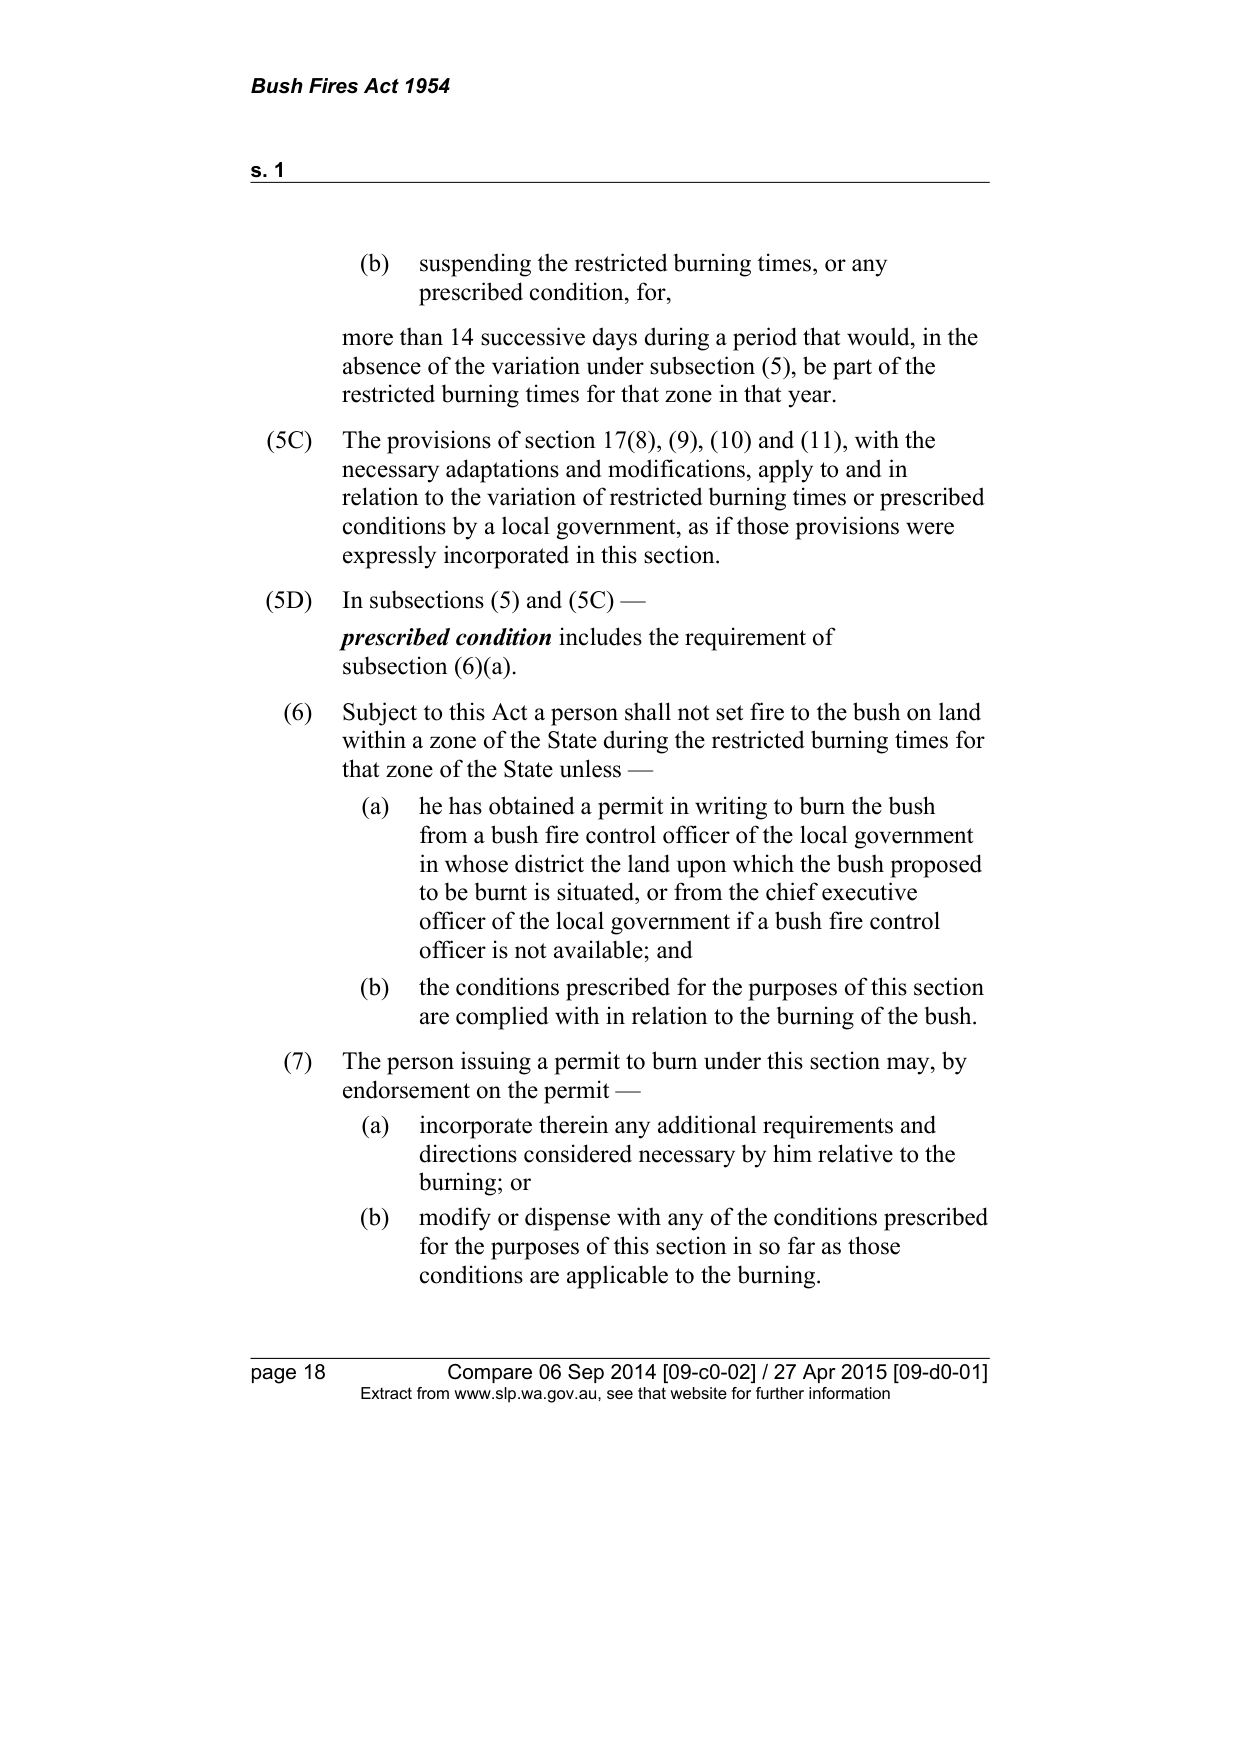 Bush Fires Act 1954
s. 1
(b) suspending the restricted burning times, or any
prescribed condition, for,
more than 14 successive days during a period that would, in the
absence of the variation under subsection (5), be part of the
restricted burning times for that zone in that year.
(5C) The provisions of section 17(8), (9), (10) and (11), with the
necessary adaptations and modifications, apply to and in
relation to the variation of restricted burning times or prescribed
conditions by a local government, as if those provisions were
expressly incorporated in this section.
(5D) In subsections (5) and (5C) —
prescribed condition includes the requirement of
subsection (6)(a).
(6) Subject to this Act a person shall not set fire to the bush on land
within a zone of the State during the restricted burning times for
that zone of the State unless —
(a) he has obtained a permit in writing to burn the bush
from a bush fire control officer of the local government
in whose district the land upon which the bush proposed
to be burnt is situated, or from the chief executive
officer of the local government if a bush fire control
officer is not available; and
(b) the conditions prescribed for the purposes of this section
are complied with in relation to the burning of the bush.
(7) The person issuing a permit to burn under this section may, by
endorsement on the permit —
(a) incorporate therein any additional requirements and
directions considered necessary by him relative to the
burning; or
(b) modify or dispense with any of the conditions prescribed
for the purposes of this section in so far as those
conditions are applicable to the burning.
page 18 Compare 06 Sep 2014 [09-c0-02] / 27 Apr 2015 [09-d0-01]
Extract from www.slp.wa.gov.au, see that website for further information